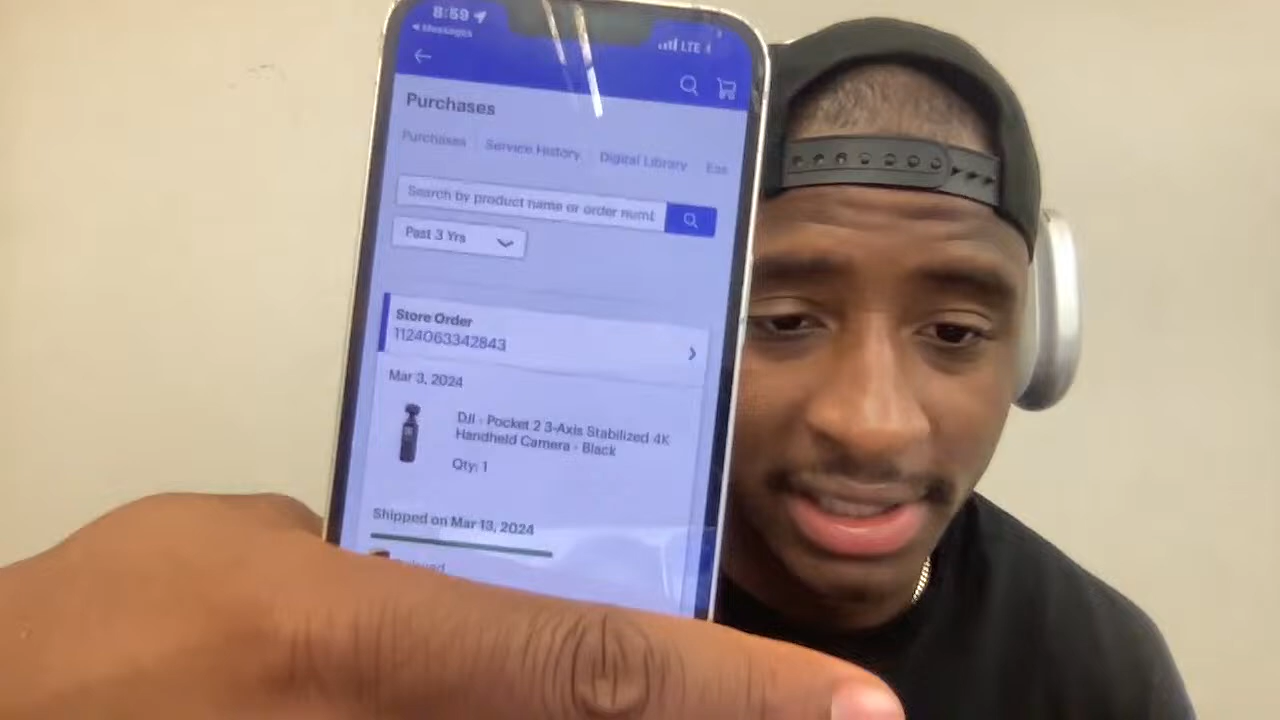 8:59
Messages
LTE
Purchases
Purchases
Service History
Digital Library
Search by product name or order numb
Past 3 Yrs
Store Order
1124063342843
Mar 3, 2024
DJI - Pocket 2 3-Axis Stabilized 4K
Handheld Camera - Black
Qty: 1
Shipped on Mar 13, 2024